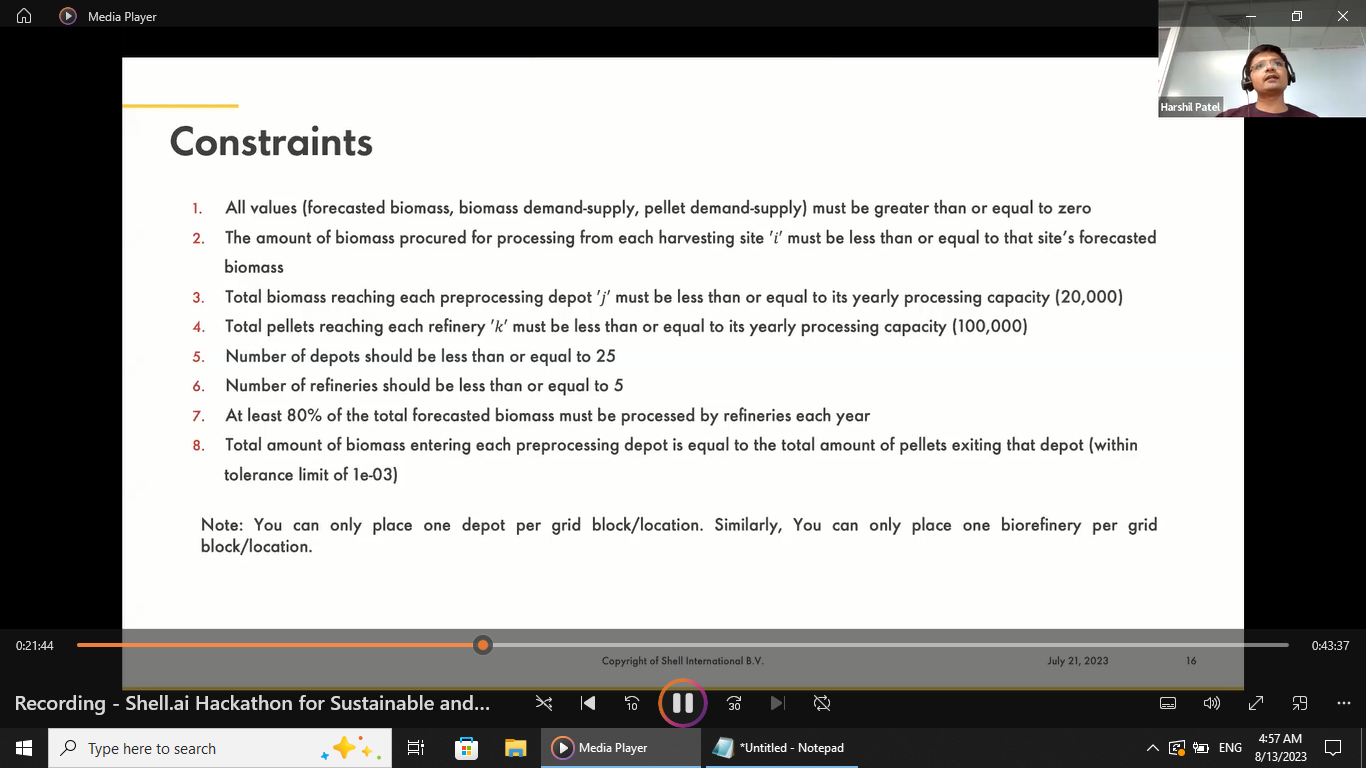 Media Player
Harshil Patel
Constraints
1. All values (forecasted biomass, biomass demand-supply, pellet demand-supply) must be greater than or equal to zero
2. The amount of biomass procured for processing from each harvesting site 'i' must be less than or equal to that site's forecasted
biomass
3. Total biomass reaching each preprocessing depot 'j' must be less than or equal to its yearly processing capacity (20,000)
4. Total pellets reaching each refinery 'k' must be less than or equal to its yearly processing capacity (100,000)
5. Number of depots should be less than or equal to 25
6. Number of refineries should be less than or equal to 5
7. At least 80% of the total forecasted biomass must be processed by refineries each year
8. Total amount of biomass entering each preprocessing depot is equal to the total amount of pellets exiting that depot (within
tolerance limit of 1e-03)
Note: You can only place one depot per grid block/location. Similarly, You can only place one biorefinery per grid
block/location.
0:21:44
0:43:37
Copyright of Shell International B.V.
July 21, 2023
16
Recording - Shell.ai Hackathon for Sustainable and...
10
30
Type here to search
Media Player
*Untitled - Notepad
ENG
4:57 AM
8/13/2023